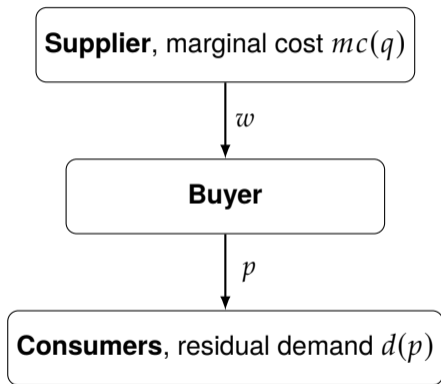 Supplier, marginal cost mc(q)
w
Buyer
p
Consumers, residual demand d(p)